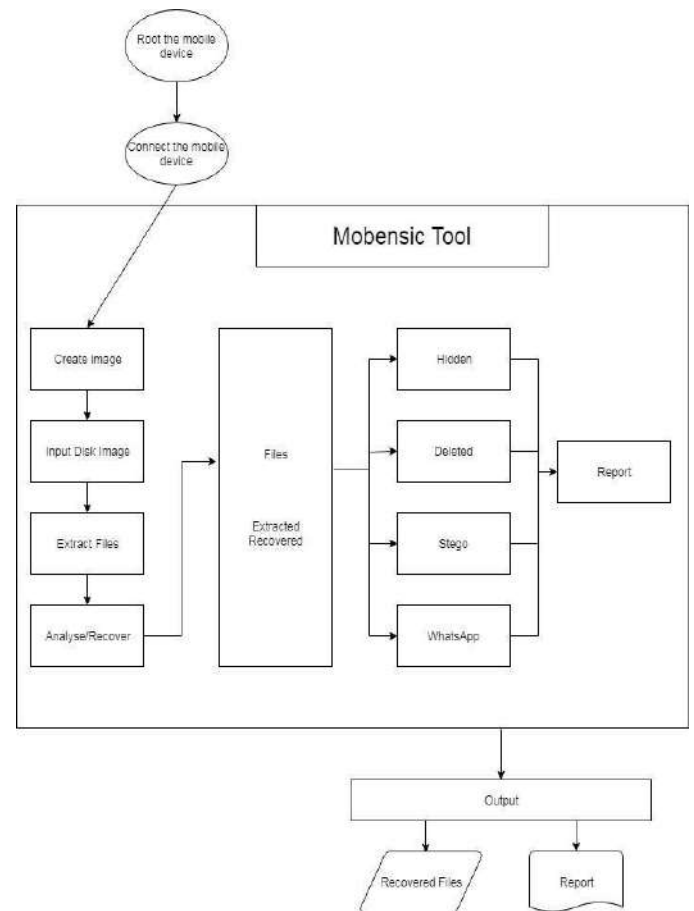 Root the mobile
device
Connect the mobile
device
Mobensic Tool
Create Image
Input Disk Image
Extract Files
Analyse/Recover
Files
Extracted
Recovered
Hidden
Deleted
Stego
WhatsApp
Report
Output
Recovered Files
Report